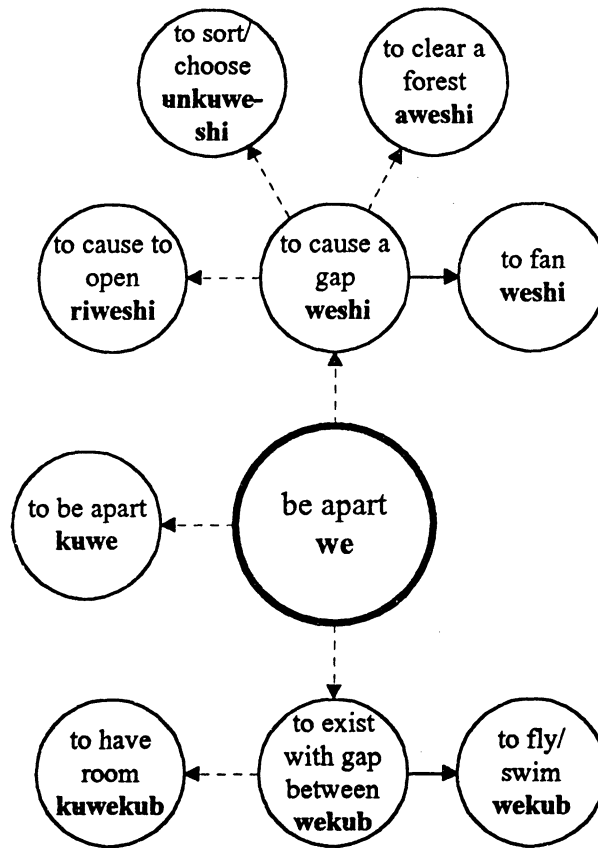 to sort/
choose
unkuwe-
shi
to clear a
forest
aweshi
to cause to
open
riweshi
to cause a
gap
weshi
to fan
weshi
to be apart
kuwe
be apart
we
to have
room
kuwekub
to exist
with gap
between
wekub
to fly/
swim
wekub